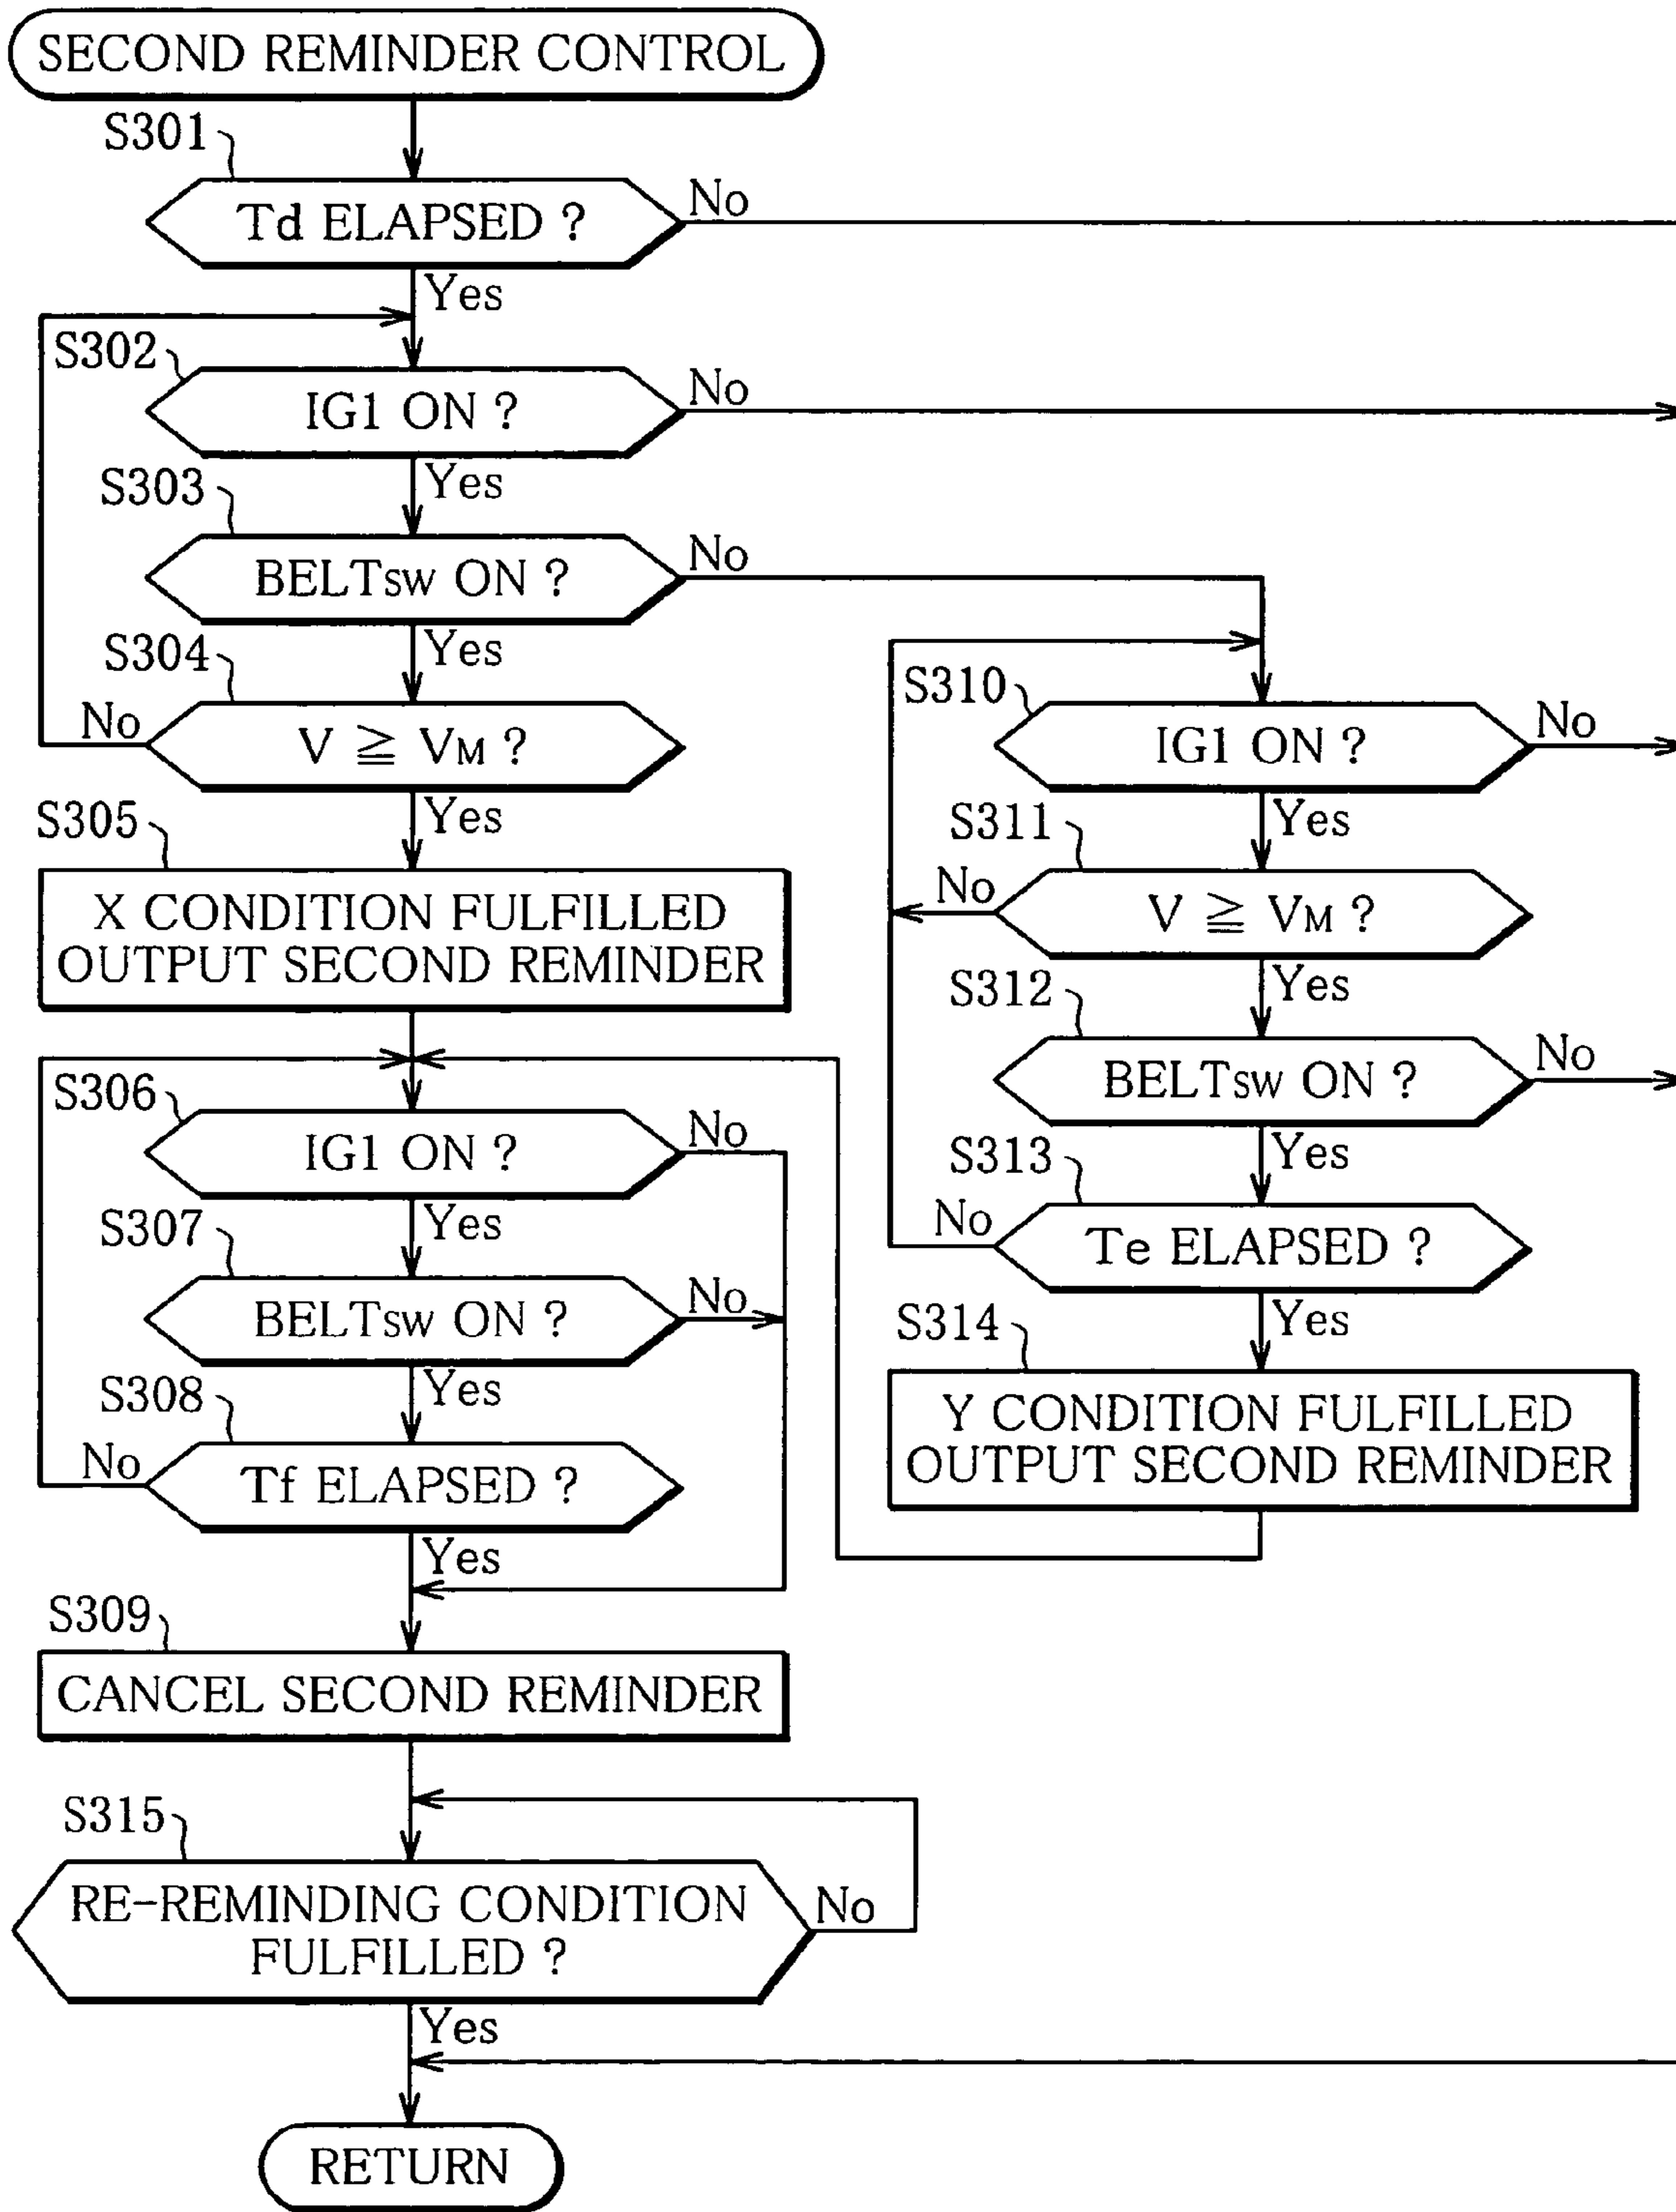 SECOND REMINDER CONTROL
S301
Td ELAPSED ?
No
Yes
S302
IG1 ON ?
No
Yes
S303
BELTSW ON ?
No
Yes
S304
V ≧ VM ?
No
Yes
S305
X CONDITION FULFILLED
OUTPUT SECOND REMINDER
S306
IG1 ON ?
No
Yes
S307
BELTSW ON ?
No
Yes
S308
Tf ELAPSED ?
No
Yes
S309
CANCEL SECOND REMINDER
S310
IG1 ON ?
No
Yes
S311
V ≧ VM ?
No
Yes
S312
BELTSW ON ?
No
Yes
S313
Te ELAPSED ?
No
Yes
S314
Y CONDITION FULFILLED
OUTPUT SECOND REMINDER
S315
RE-REMINDING CONDITION
FULFILLED ?
No
Yes
RETURN